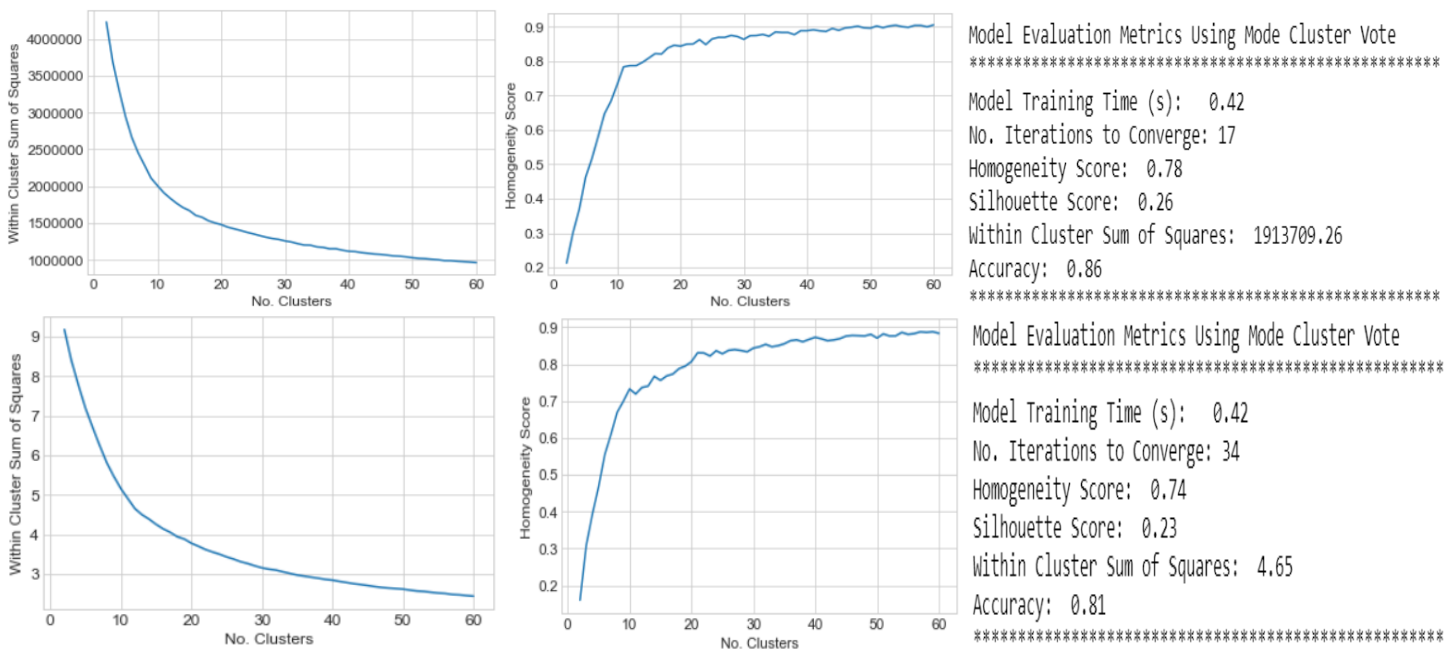 4000000
3500000
3000000
2500000
2000000
1500000
1000000
Within Cluster Sum of Squares
0 10 20 30 40 50 60
No. Clusters
0.9
0.8
0.7
0.6
0.5
0.4
0.3
0.2
Homogeneity Score
0 10 20 30 40 50 60
No. Clusters
Model Evaluation Metrics Using Mode Cluster Vote
****************************************************
Model Training Time (s): 0.42
No. Iterations to Converge: 17
Homogeneity Score: 0.78
Silhouette Score: 0.26
Within Cluster Sum of Squares: 1913709.26
Accuracy: 0.86
****************************************************
9
8
7
6
5
4
3
Within Cluster Sum of Squares
0 10 20 30 40 50 60
No. Clusters
0.9
0.8
0.7
0.6
0.5
0.4
0.3
0.2
Homogeneity Score
0 10 20 30 40 50 60
No. Clusters
Model Evaluation Metrics Using Mode Cluster Vote
****************************************************
Model Training Time (s): 0.42
No. Iterations to Converge: 34
Homogeneity Score: 0.74
Silhouette Score: 0.23
Within Cluster Sum of Squares: 4.65
Accuracy: 0.81
****************************************************